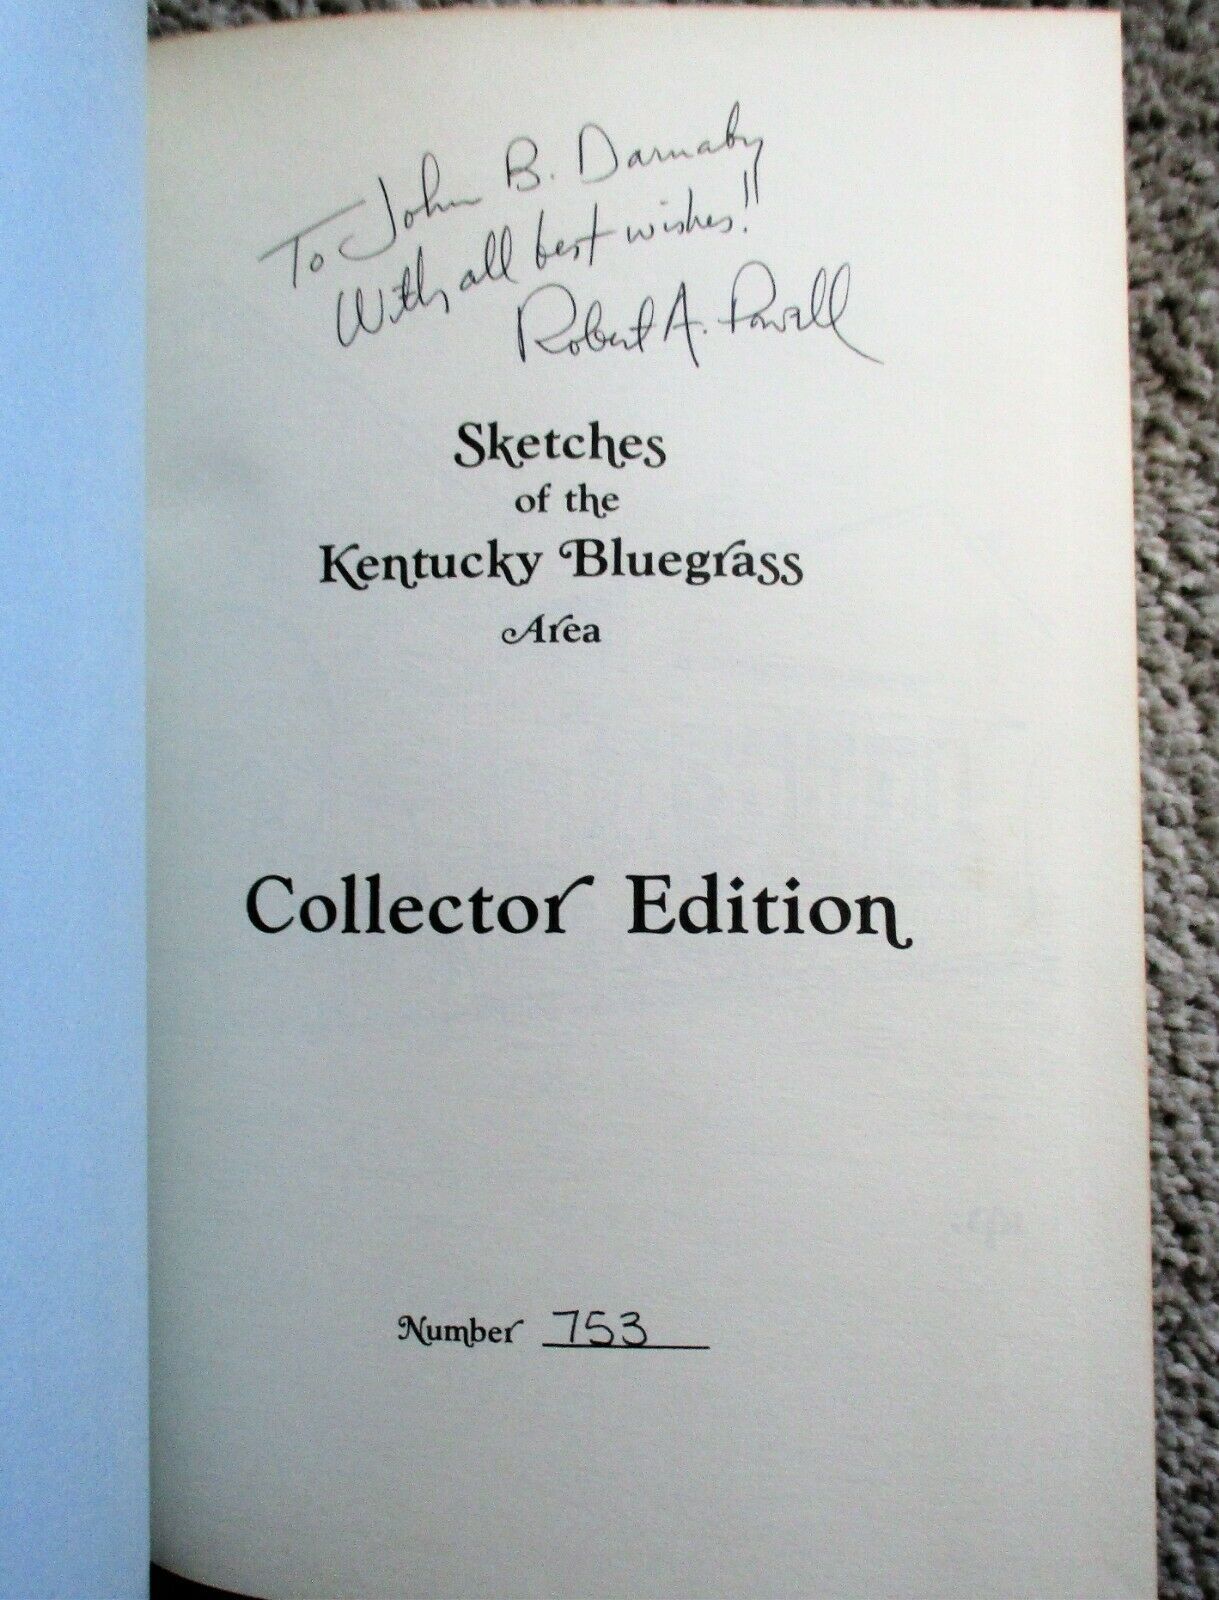 To John B. Darnaby
With all best wishes!!
Robert A. Powell
Sketches
of the
Kentucky Bluegrass
Area
Collector Edition
Number 753